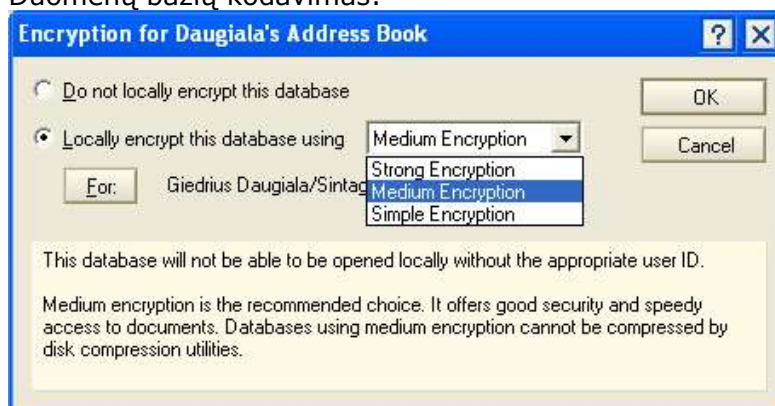 Duomenų bazių kodavimas:
Encryption for Daugiala's Address Book
Do not locally encrypt this database
OK
Locally encrypt this database using Medium Encryption
Cancel
Strong Encryption
For: Giedrius Daugiala/Sintag
Medium Encryption
Simple Encryption
This database will not be able to be opened locally without the appropriate user ID.
Medium encryption is the recommended choice. It offers good security and speedy
access to documents. Databases using medium encryption cannot be compressed by
disk compression utilities.